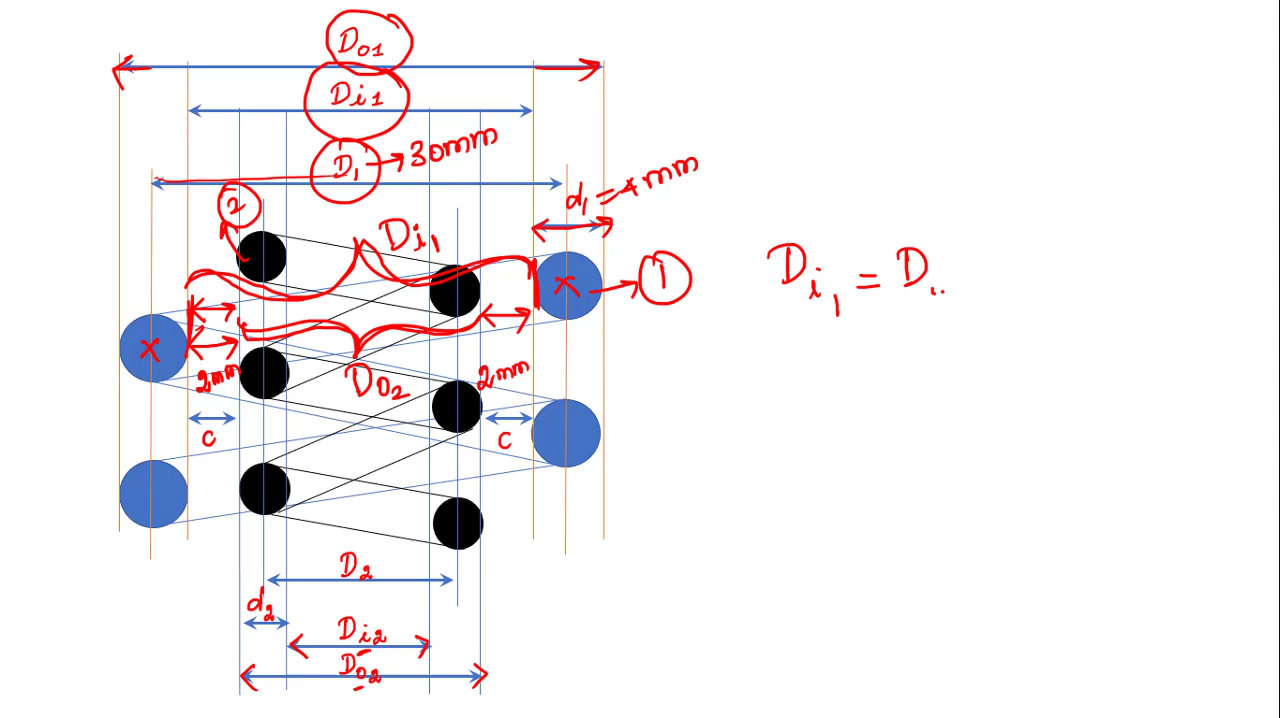 Do1
Di1
D1 → 30mm
d1 = 4mm
2
Di1
1
Di1 = D..
x
x
2mm
Do2
2mm
c
c
D2
d2
Di2
Do2